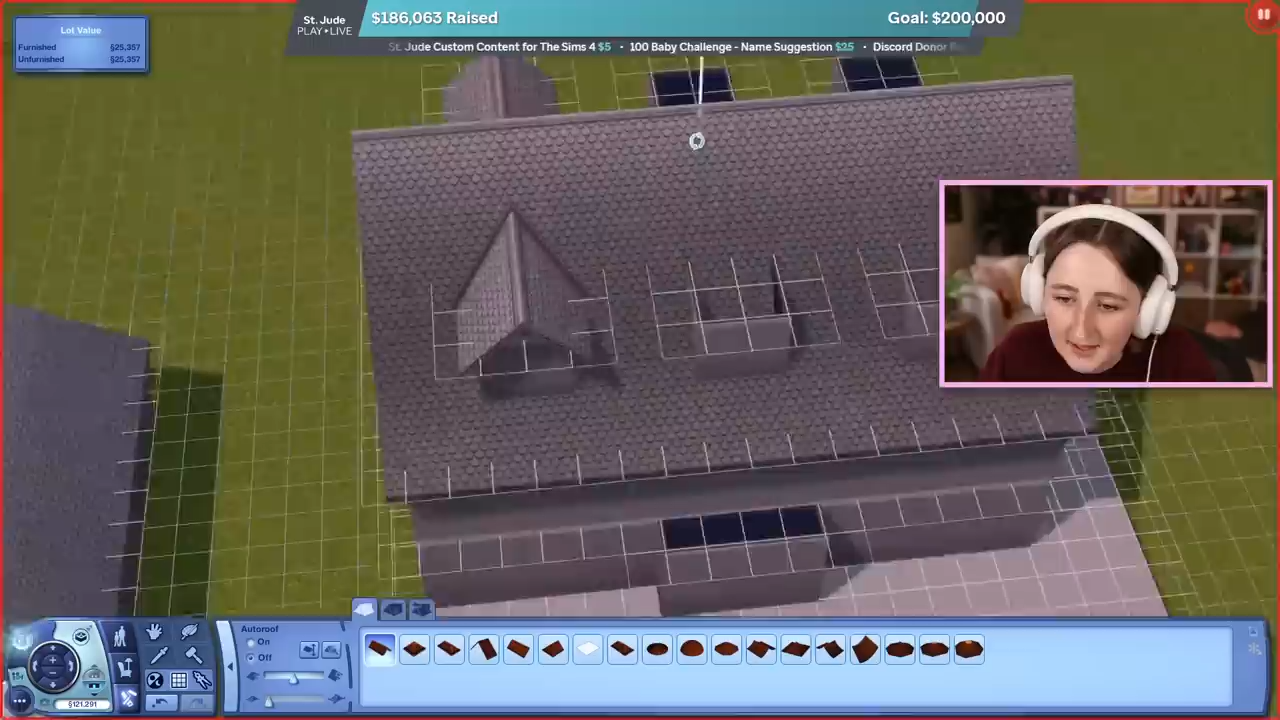 Lot Value
Furnished §25,357
Unfurnished §25,357
St. Jude
PLAY LIVE
$186,063 Raised
Goal: $200,000
St. Jude Custom Content for The Sims 4 $5 • 100 Baby Challenge - Name Suggestion $25 • Discord Donor
Autoroof
On
Off
§121,291